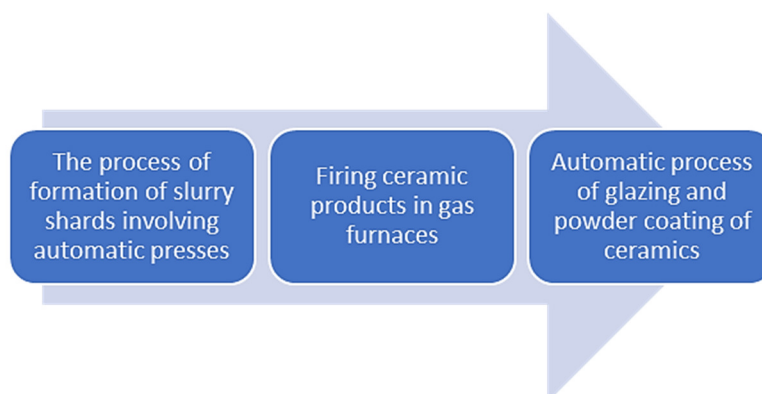 The process of
formation of slurry
shards involving
automatic presses
Firing ceramic
products in gas
furnaces
Automatic process
of glazing and
powder coating of
ceramics